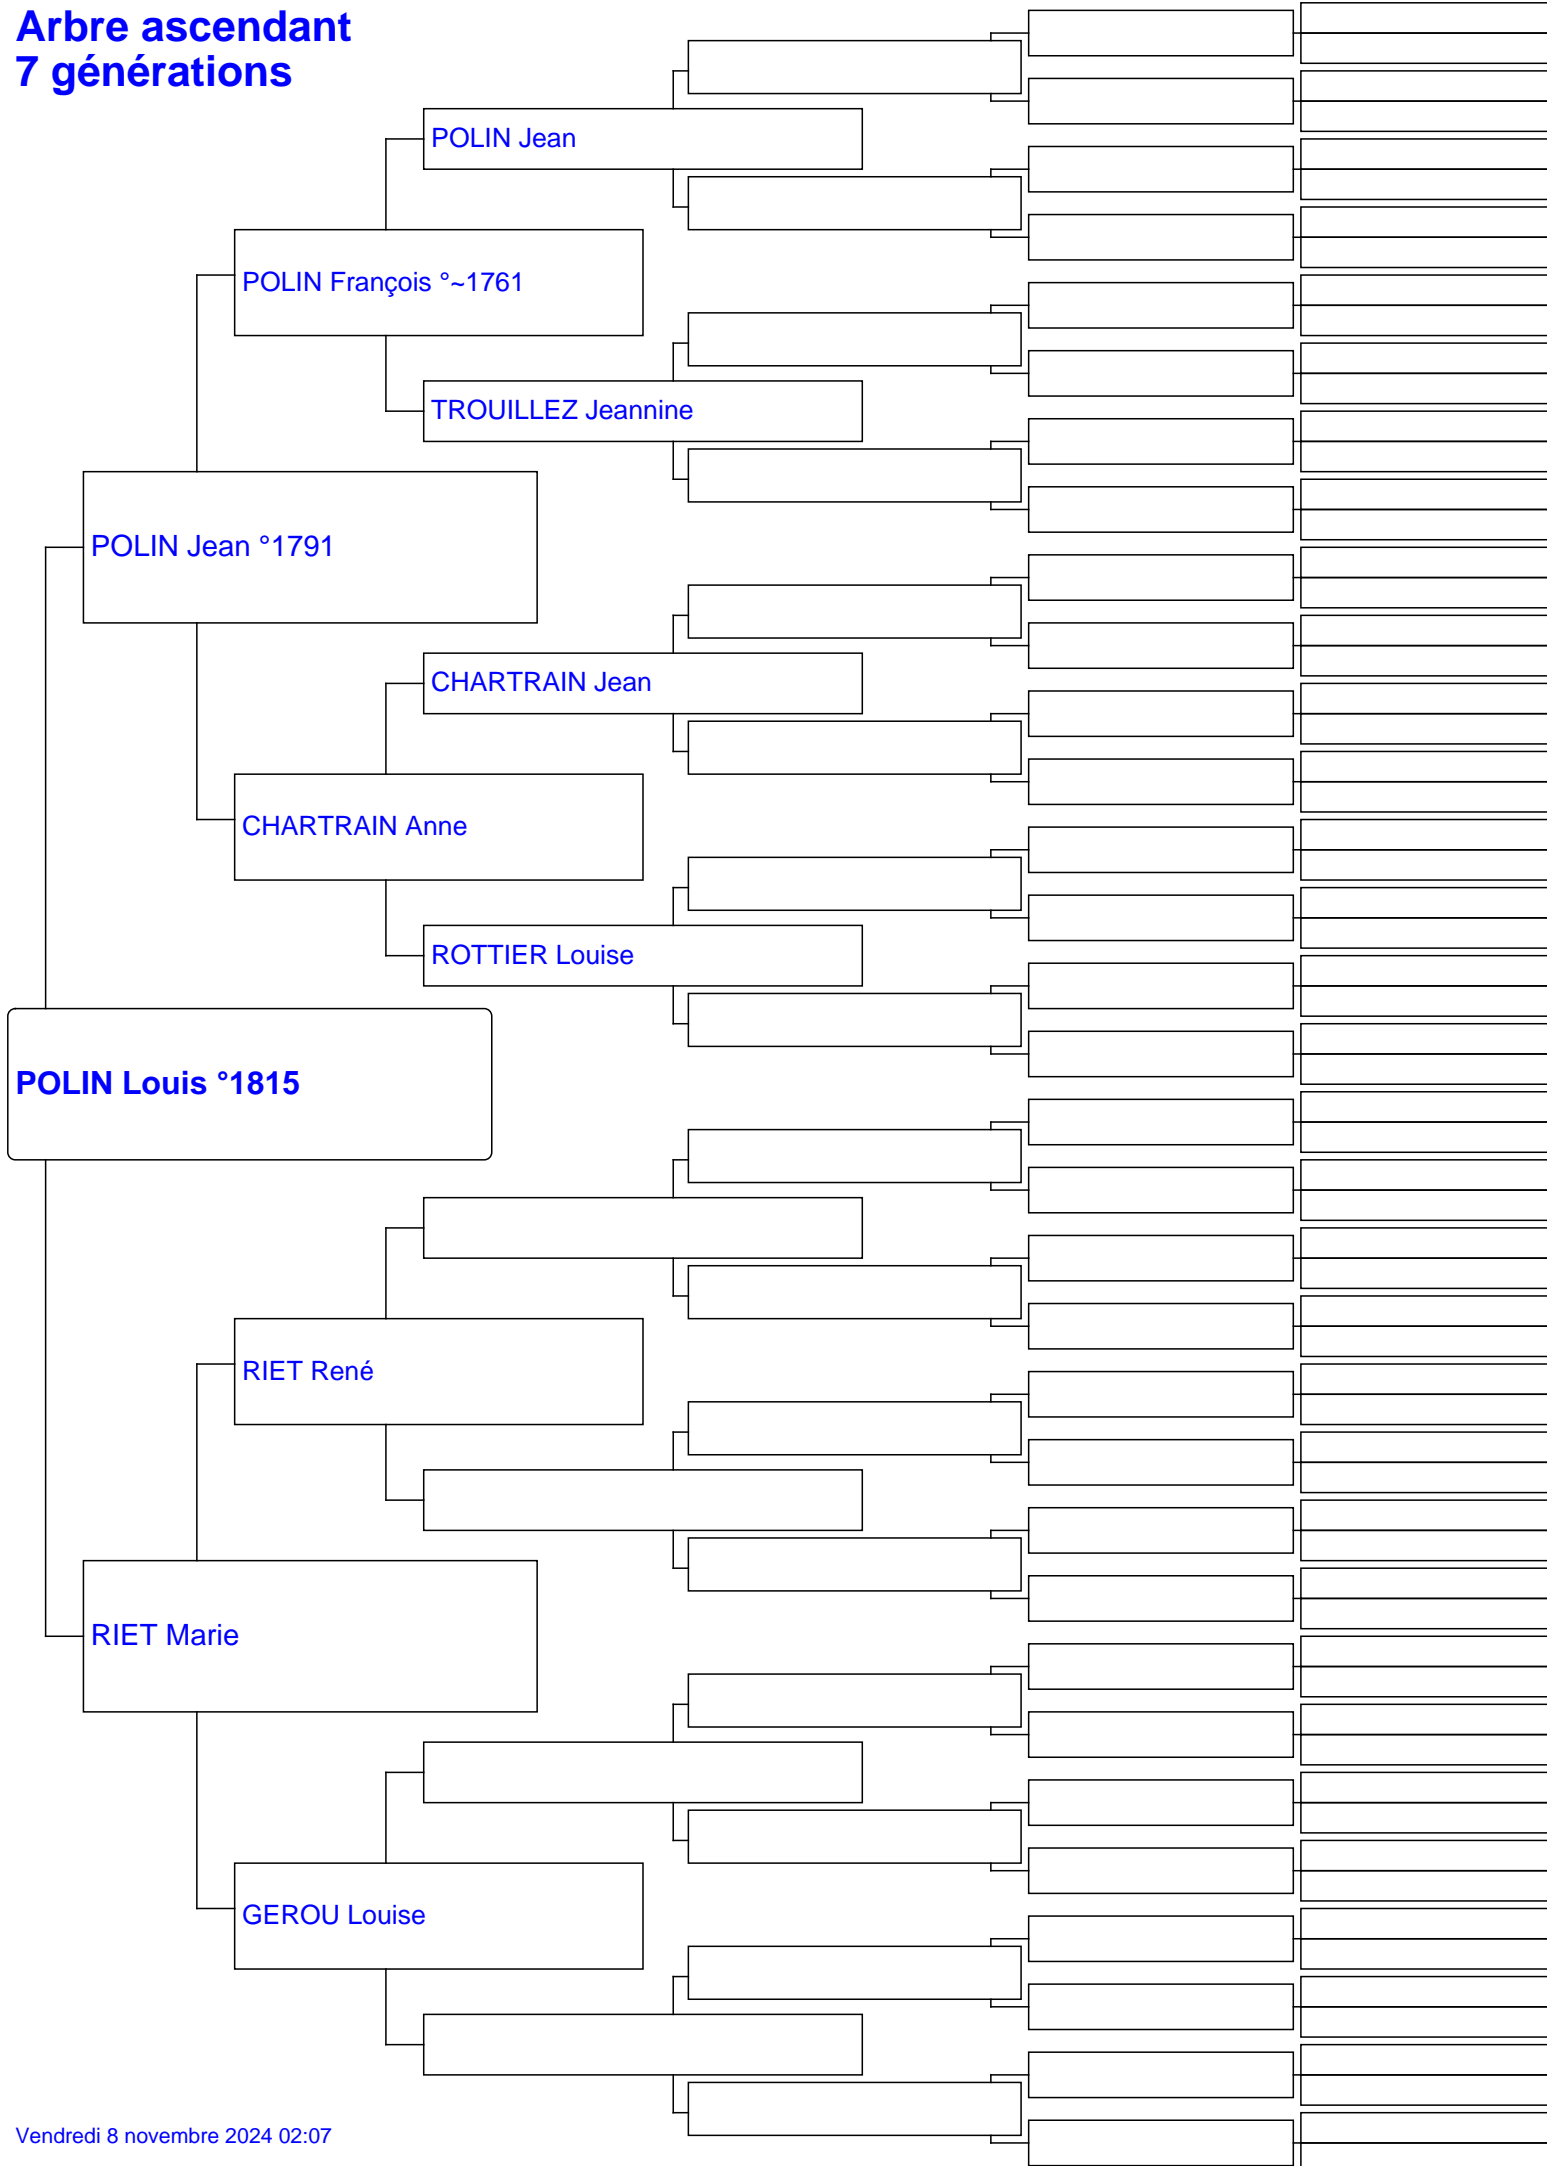 Arbre ascendant
7 générations
POLIN Jean
POLIN François °~1761
TROUILLEZ Jeannine
POLIN Jean °1791
CHARTRAIN Jean
CHARTRAIN Anne
ROTTIER Louise
POLIN Louis °1815
RIET René
RIET Marie
GEROU Louise
Vendredi 8 novembre 2024 02:07